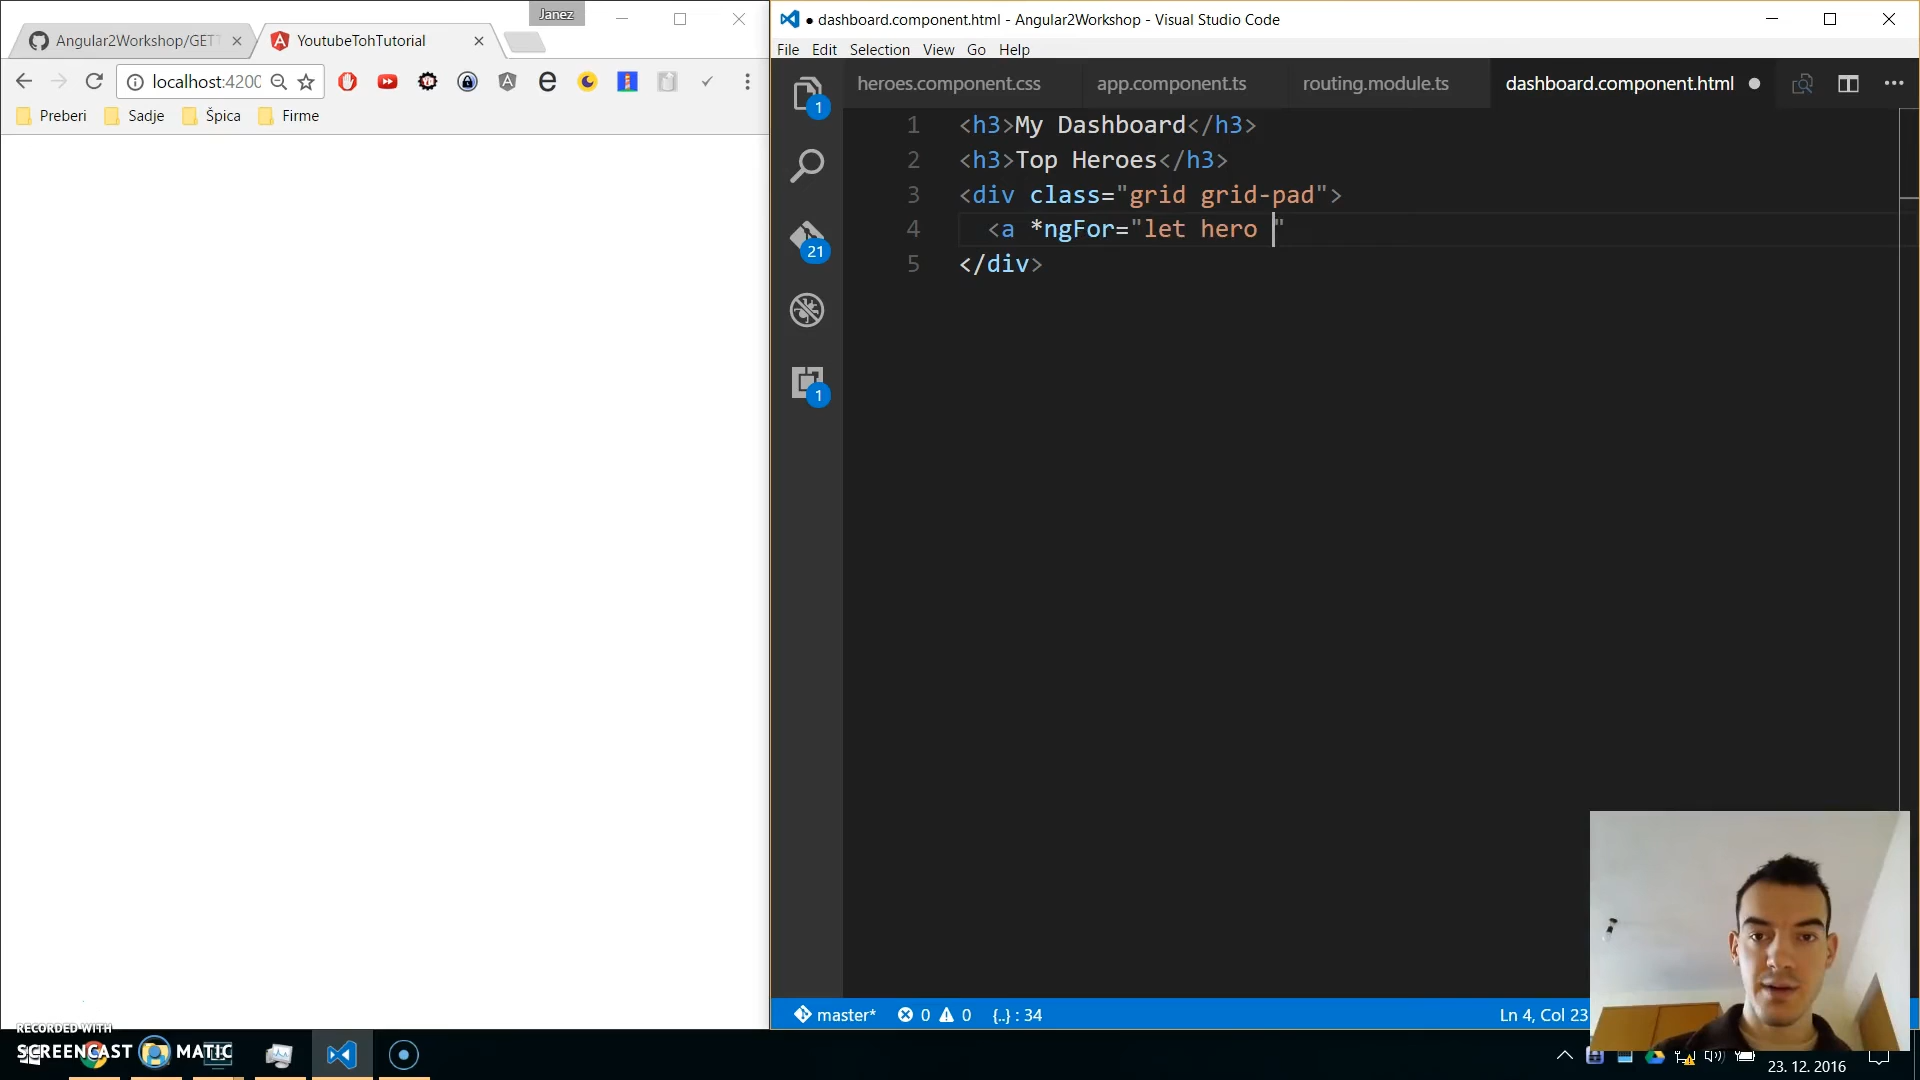 Janez
Angular2Workshop/GET
YoutubeTohTutorial
localhost:4200
Preberi
Sadje
Špica
Firme
● dashboard.component.html - Angular2Workshop - Visual Studio Code
File Edit Selection View Go Help
heroes.component.css
app.component.ts
routing.module.ts
dashboard.component.html
1
21
1
1 <h3>My Dashboard</h3>
2 <h3>Top Heroes</h3>
3 <div class="grid grid-pad">
4 <a *ngFor="let hero "
5 </div>
master*
0
0
{..} : 34
Ln 4, Col 23
RECORDED WITH
SCREENCAST MATIC
23. 12. 2016